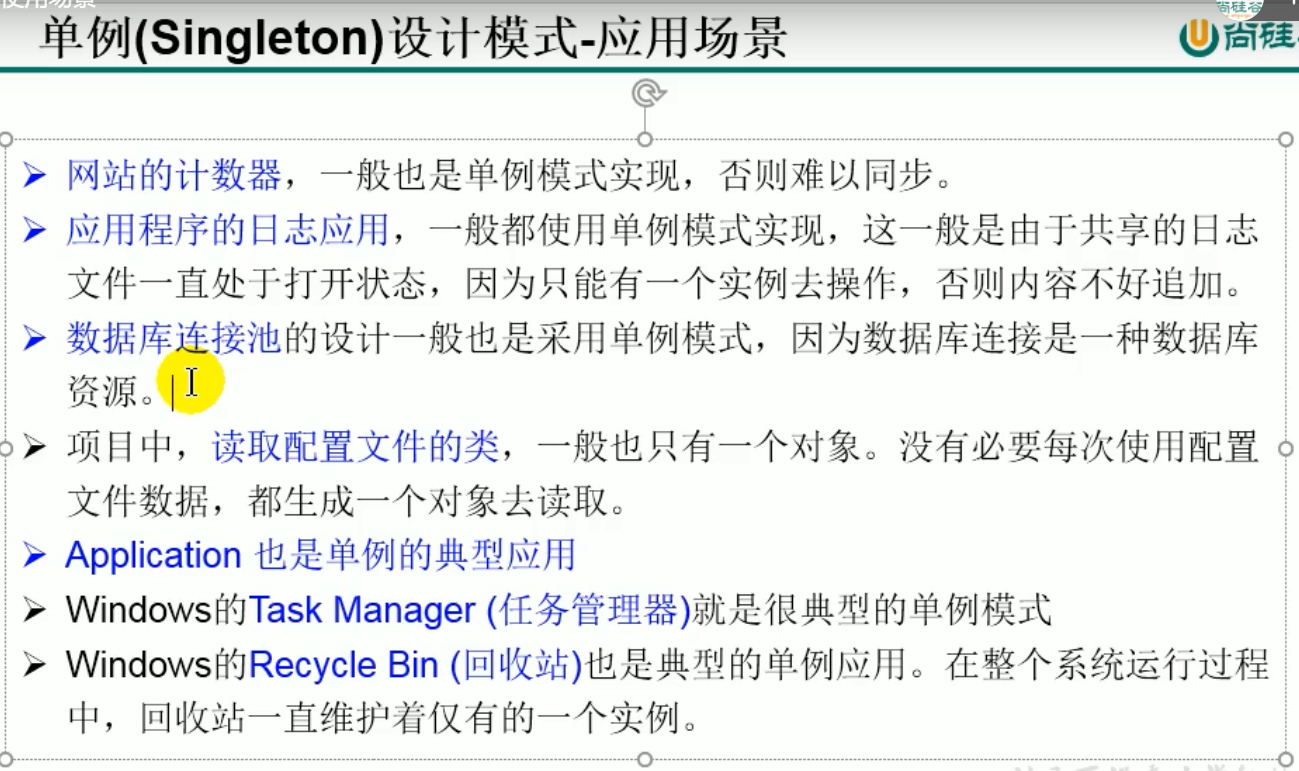 使用场景
尚硅谷
单例(Singleton)设计模式-应用场景
尚硅
网站的计数器，一般也是单例模式实现，否则难以同步。
应用程序的日志应用，一般都使用单例模式实现，这一般是由于共享的日志
文件一直处于打开状态，因为只能有一个实例去操作，否则内容不好追加。
数据库连接池的设计一般也是采用单例模式，因为数据库连接是一种数据库
资源。
项目中，读取配置文件的类，一般也只有一个对象。没有必要每次使用配置
文件数据，都生成一个对象去读取。
Application 也是单例的典型应用
Windows的Task Manager (任务管理器)就是很典型的单例模式
Windows的Recycle Bin (回收站)也是典型的单例应用。在整个系统运行过程
中，回收站一直维护着仅有的一个实例。